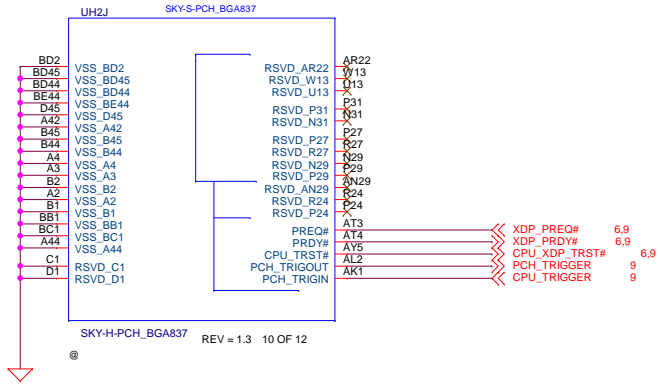 UH2J SKY-S-PCH_BGA837
BD2 VSS_BD2 RSVD_AR22 AR22
BD45 VSS_BD45 RSVD_W13 W13
BD44 VSS_BD44 RSVD_U13 U13
BE44 VSS_BE44
D45 VSS_D45 RSVD_P31 P31
A42 VSS_A42 RSVD_N31 N31
B45 VSS_B45
B44 VSS_B44 RSVD_P27 P27
A4 VSS_A4 RSVD_R27 R27
A3 VSS_A3 RSVD_N29 N29
B2 VSS_B2 RSVD_P29 P29
A2 VSS_A2 RSVD_AN29 AN29
B1 VSS_B1 RSVD_R24 R24
BB1 VSS_BB1 RSVD_P24 P24
BC1 VSS_BC1 PREQ# AT3 XDP_PREQ# 6,9
A44 VSS_A44 PRDY# AT4 XDP_PRDY# 6,9
CPU_TRST# AY5 CPU_XDP_TRST# 6,9
C1 RSVD_C1 PCH_TRIGOUT AL2 PCH_TRIGGER 9
D1 RSVD_D1 PCH_TRIGIN AK1 CPU_TRIGGER 9
SKY-H-PCH_BGA837 REV = 1.3 10 OF 12
@